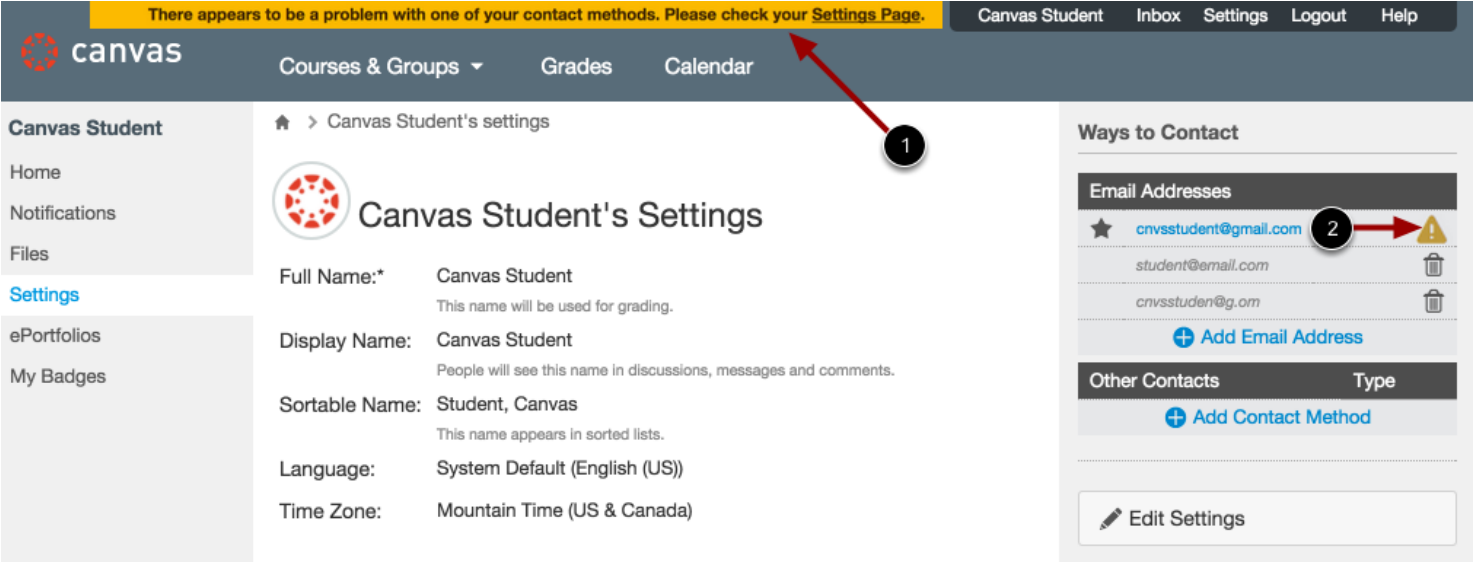 There appears to be a problem with one of your contact methods. Please check your Settings Page.
Canvas Student Inbox Settings Logout Help
canvas
Courses & Groups Grades Calendar
Canvas Student
Home
Notifications
Files
Settings
ePortfolios
My Badges
> Canvas Student's settings
1
Canvas Student's Settings
Full Name:* Canvas Student
This name will be used for grading.
Display Name: Canvas Student
People will see this name in discussions, messages and comments.
Sortable Name: Student, Canvas
This name appears in sorted lists.
Language: System Default (English (US))
Time Zone: Mountain Time (US & Canada)
Ways to Contact
Email Addresses
cnvsstudent@gmail.com 2
student@email.com
cnvsstuden@g.om
Add Email Address
Other Contacts Type
Add Contact Method
Edit Settings